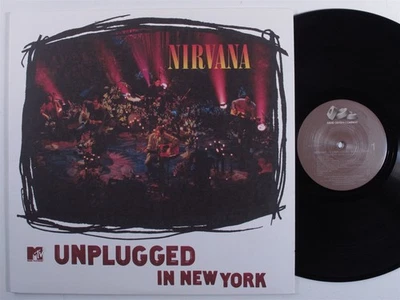 NIRVANA
MTV
UNPLUGGED
IN NEW YORK